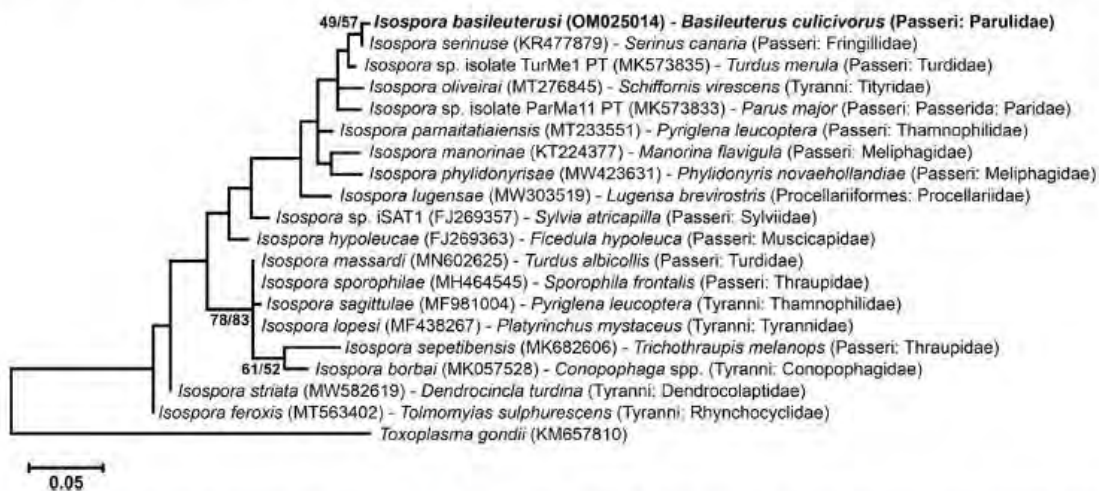 49/57 Isospora basileuterusi (OM025014) - Basileuterus culicivorus (Passeri: Parulidae)
Isospora serinuse (KR477879) - Serinus canaria (Passeri: Fringillidae)
Isospora sp. isolate TurMe1 PT (MK573835) - Turdus merula (Passeri: Turdidae)
Isospora oliveirai (MT276845) - Schiffornis virescens (Tyranni: Tityridae)
Isospora sp. isolate ParMa11 PT (MK573833) - Parus major (Passeri: Passerida: Paridae)
Isospora parnaitatiaiensis (MT233551) - Pyriglena leucoptera (Passeri: Thamnophilidae)
Isospora manorinae (KT224377) - Manorina flavigula (Passeri: Meliphagidae)
Isospora phylidonyrisae (MW423631) - Phylidonyris novaehollandiae (Passeri: Meliphagidae)
Isospora lugensae (MW303519) - Lugensa brevirostris (Procellariiformes: Procellariidae)
Isospora sp. iSAT1 (FJ269357) - Sylvia atricapilla (Passeri: Sylviidae)
Isospora hypoleucae (FJ269363) - Ficedula hypoleuca (Passeri: Muscicapidae)
Isospora massardi (MN602625) - Turdus albicollis (Passeri: Turdidae)
Isospora sporophilae (MH464545) - Sporophila frontalis (Passeri: Thraupidae)
Isospora sagittulae (MF981004) - Pyriglena leucoptera (Tyranni: Thamnophilidae)
78/83 Isospora lopesi (MF438267) - Platyrinchus mystaceus (Tyranni: Tyrannidae)
Isospora sepetibensis (MK682606) - Trichothraupis melanops (Passeri: Thraupidae)
61/52 Isospora borbai (MK057528) - Conopophaga spp. (Tyranni: Conopophagidae)
Isospora striata (MW582619) - Dendrocincla turdina (Tyranni: Dendrocolaptidae)
Isospora feroxis (MT563402) - Tolmomyias sulphurescens (Tyranni: Rhynchocyclidae)
Toxoplasma gondii (KM657810)
0.05